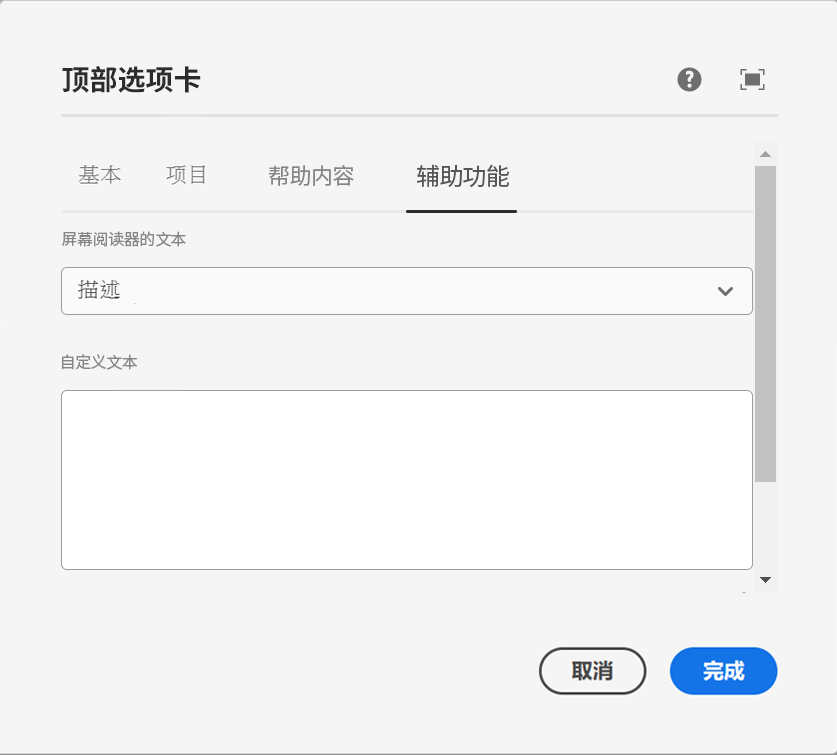 顶部选项卡
基本 项目 帮助内容 辅助功能
屏幕阅读器的文本
描述
自定义文本
取消 完成